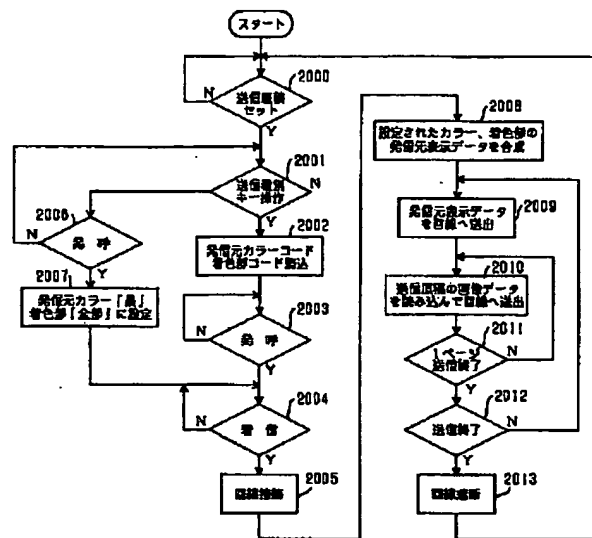 スタート
2000
送信原稿
セット
N
Y
2001
送信者別
キー操作
N
Y
2002
発信元カラーコード
着色部コード読込
2003
発 呼
N
Y
2004
着 信
N
Y
2005
回線接続
2006
発 呼
N
Y
2007
発信元カラー「黒」
着色部「全部」に設定
2008
設定されたカラー、着色部の
発信元表示データを合成
2009
発信元表示データ
を回線へ送出
2010
送信原稿の画像データ
を読み込んで回線へ送出
2011
1ページ
送信終了
N
Y
2012
送信終了
N
Y
2013
回線遮断